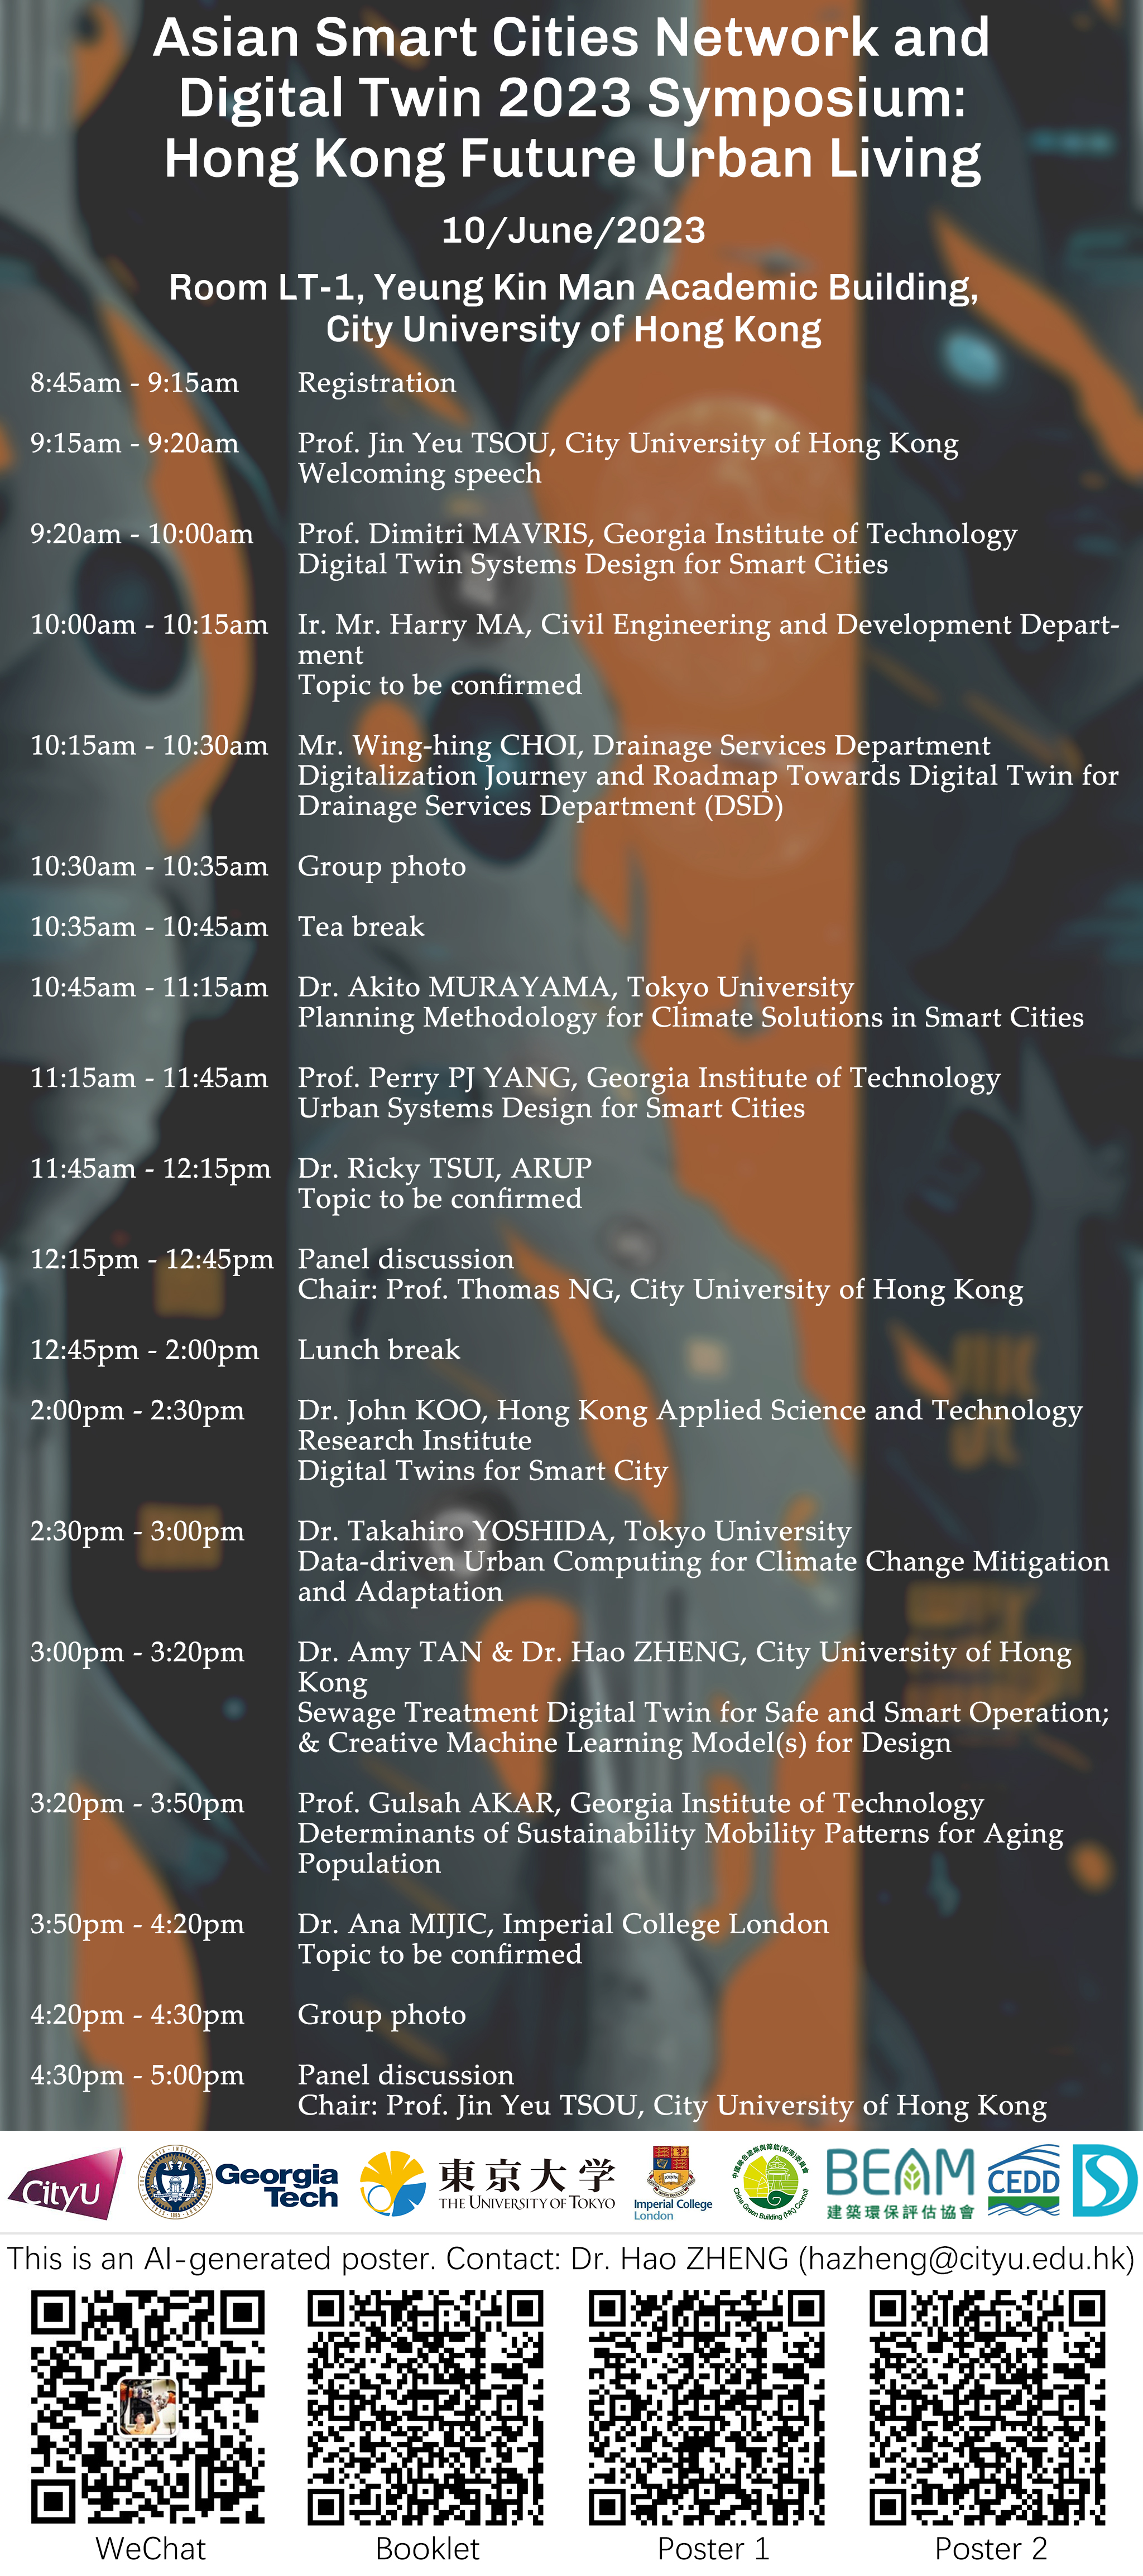 Asian Smart Cities Network and
Digital Twin 2023 Symposium:
Hong Kong Future Urban Living
10/June/2023
Room LT-1, Yeung Kin Man Academic Building,
City University of Hong Kong
8:45am - 9:15am Registration
9:15am - 9:20am Prof. Jin Yeu TSOU, City University of Hong Kong
Welcoming speech
9:20am - 10:00am Prof. Dimitri MAVRIS, Georgia Institute of Technology
Digital Twin Systems Design for Smart Cities
10:00am - 10:15am Ir. Mr. Harry MA, Civil Engineering and Development Depart-
ment
Topic to be confirmed
10:15am - 10:30am Mr. Wing-hing CHOI, Drainage Services Department
Digitalization Journey and Roadmap Towards Digital Twin for
Drainage Services Department (DSD)
10:30am - 10:35am Group photo
10:35am - 10:45am Tea break
10:45am - 11:15am Dr. Akito MURAYAMA, Tokyo University
Planning Methodology for Climate Solutions in Smart Cities
11:15am - 11:45am Prof. Perry PJ YANG, Georgia Institute of Technology
Urban Systems Design for Smart Cities
11:45am - 12:15pm Dr. Ricky TSUI, ARUP
Topic to be confirmed
12:15pm - 12:45pm Panel discussion
Chair: Prof. Thomas NG, City University of Hong Kong
12:45pm - 2:00pm Lunch break
2:00pm - 2:30pm Dr. John KOO, Hong Kong Applied Science and Technology
Research Institute
Digital Twins for Smart City
2:30pm - 3:00pm Dr. Takahiro YOSHIDA, Tokyo University
Data-driven Urban Computing for Climate Change Mitigation
and Adaptation
3:00pm - 3:20pm Dr. Amy TAN & Dr. Hao ZHENG, City University of Hong
Kong
Sewage Treatment Digital Twin for Safe and Smart Operation;
& Creative Machine Learning Model(s) for Design
3:20pm - 3:50pm Prof. Gulsah AKAR, Georgia Institute of Technology
Determinants of Sustainability Mobility Patterns for Aging
Population
3:50pm - 4:20pm Dr. Ana MIJIC, Imperial College London
Topic to be confirmed
4:20pm - 4:30pm Group photo
4:30pm - 5:00pm Panel discussion
Chair: Prof. Jin Yeu TSOU, City University of Hong Kong
CityU
Georgia
Tech
東京大学
THE UNIVERSITY OF TOKYO
Imperial College
London
China Green Building (HK) Council
BEAM
建築環保評估協會
CEDD
This is an AI-generated poster. Contact: Dr. Hao ZHENG (hazheng@cityu.edu.hk)
WeChat Booklet Poster 1 Poster 2